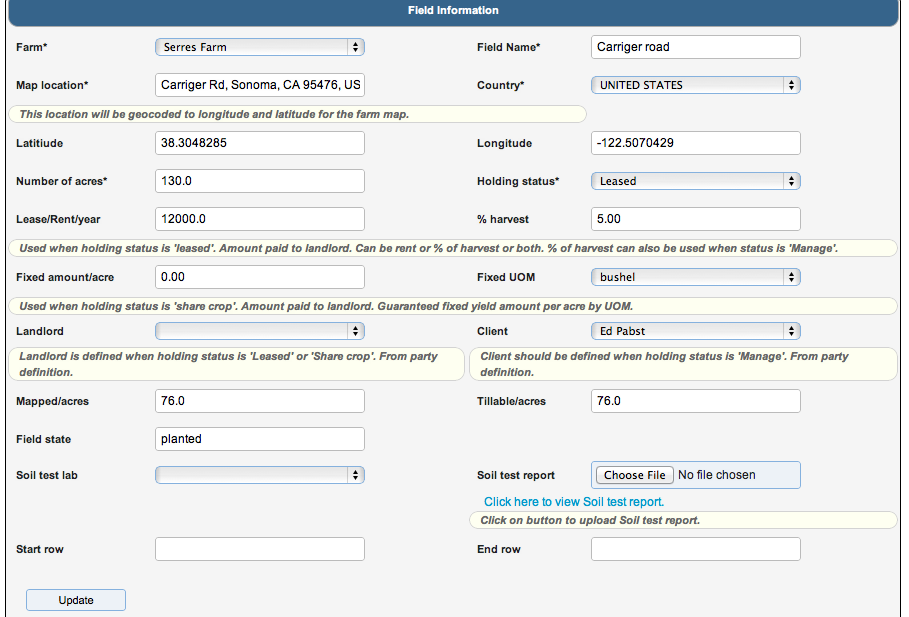 Field Information
Farm* Serres Farm Field Name* Carriger road
Map location* Carriger Rd, Sonoma, CA 95476, US Country* UNITED STATES
This location will be geocoded to longitude and latitude for the farm map.
Latitiude 38.3048285 Longitude -122.5070429
Number of acres* 130.0 Holding status* Leased
Lease/Rent/year 12000.0 % harvest 5.00
Used when holding status is 'leased'. Amount paid to landlord. Can be rent or % of harvest or both. % of harvest can also be used when status is 'Manage'.
Fixed amount/acre 0.00 Fixed UOM bushel
Used when holding status is 'share crop'. Amount paid to landlord. Guaranteed fixed yield amount per acre by UOM.
Landlord Client Ed Pabst
Landlord is defined when holding status is 'Leased' or 'Share crop'. From party
definition.
Client should be defined when holding status is 'Manage'. From party
definition.
Mapped/acres 76.0 Tillable/acres 76.0
Field state planted
Soil test lab Soil test report Choose File No file chosen
Click here to view Soil test report.
Click on button to upload Soil test report.
Start row End row
Update